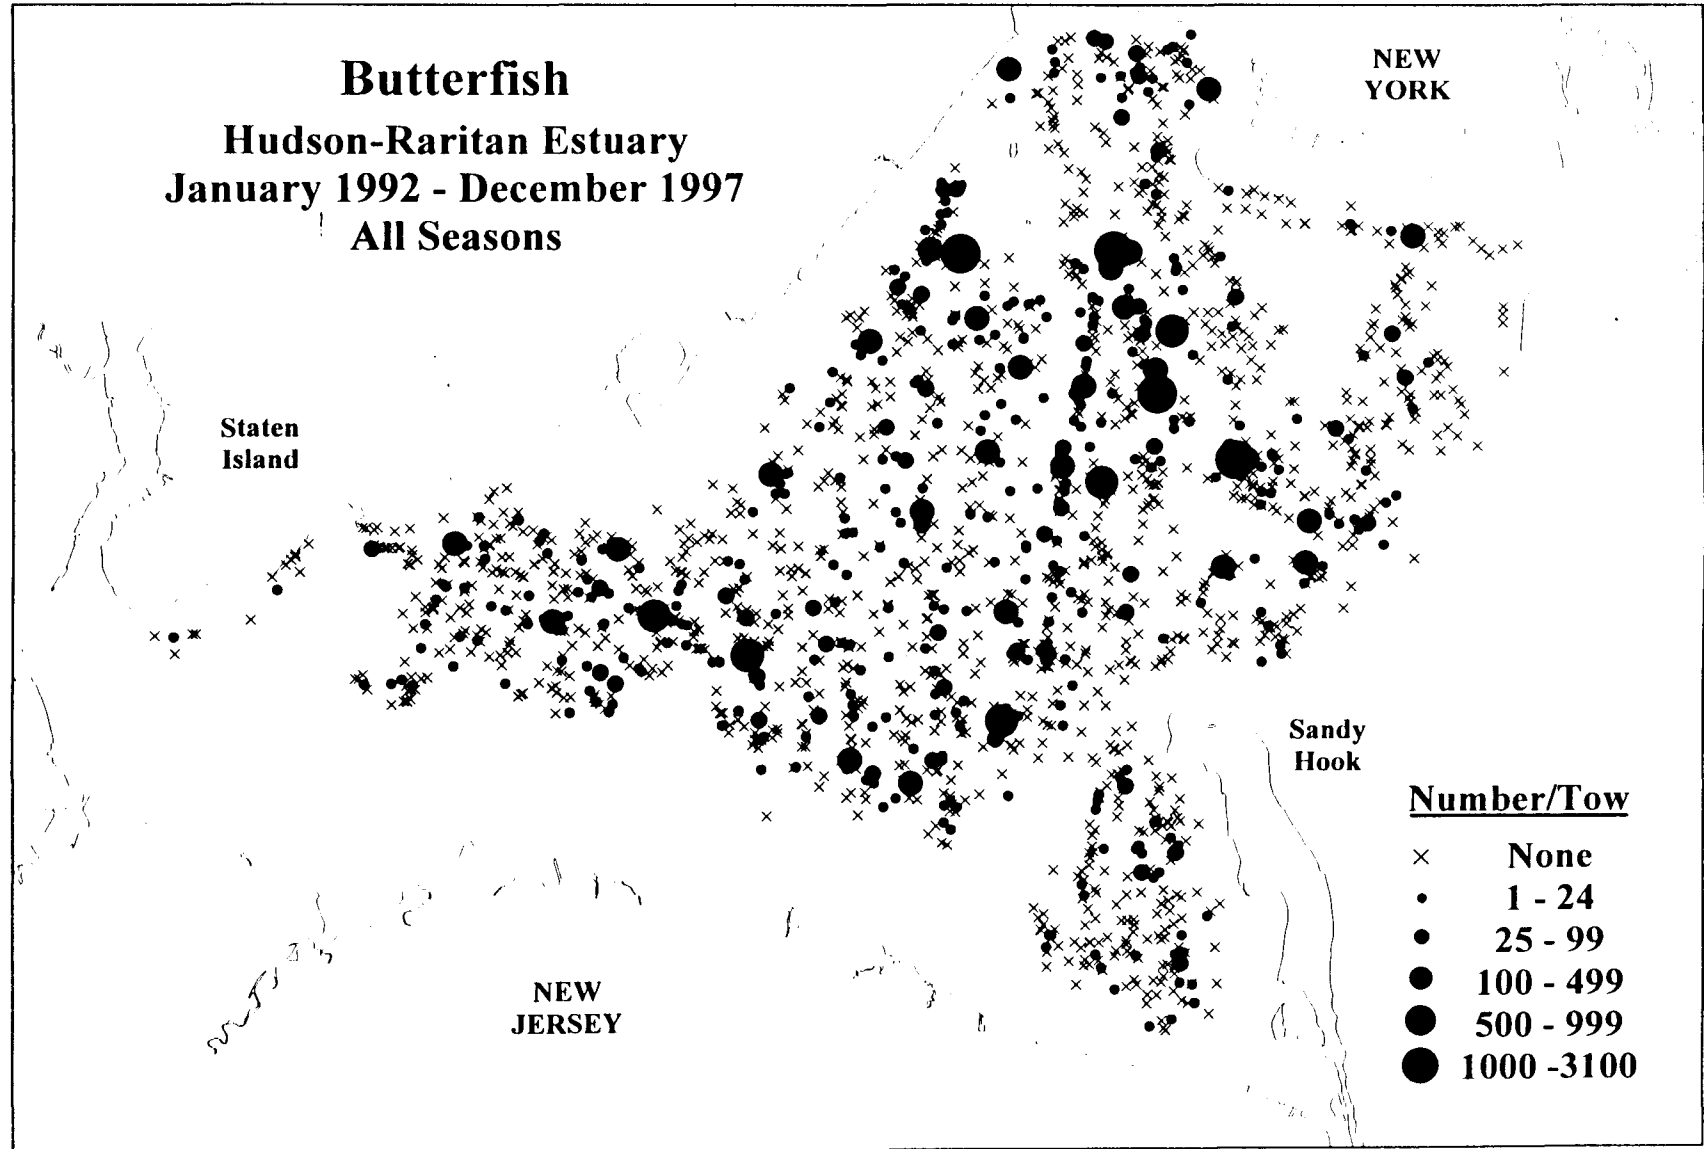 Butterfish
Hudson-Raritan Estuary
January 1992 - December 1997
All Seasons
NEW
YORK
Staten
Island
Sandy
Hook
NEW
JERSEY
Number/Tow
None
1 - 24
25 - 99
100 - 499
500 - 999
1000 -3100